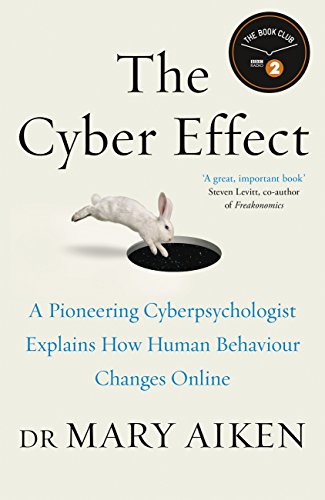 THE BOOK CLUB
BBC
RADIO
2
The
Cyber Effect
‘A great, important book’
Steven Levitt, co-author
of Freakonomics
A Pioneering Cyberpsychologist
Explains How Human Behaviour
Changes Online
DR MARY AIKEN